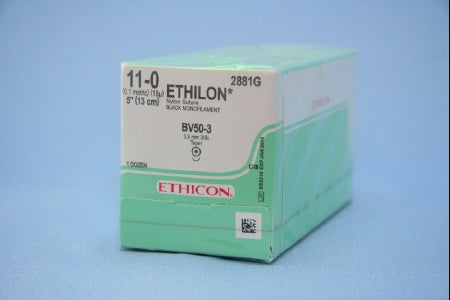 11-0
(0.1 metric) (18μ)
5" (13 cm)
ETHILON*
Nylon Suture
BLACK MONOFILAMENT
2881G
BV50-3
3.8 mm 3/8c
Taper
1 DOZEN
ETHICON